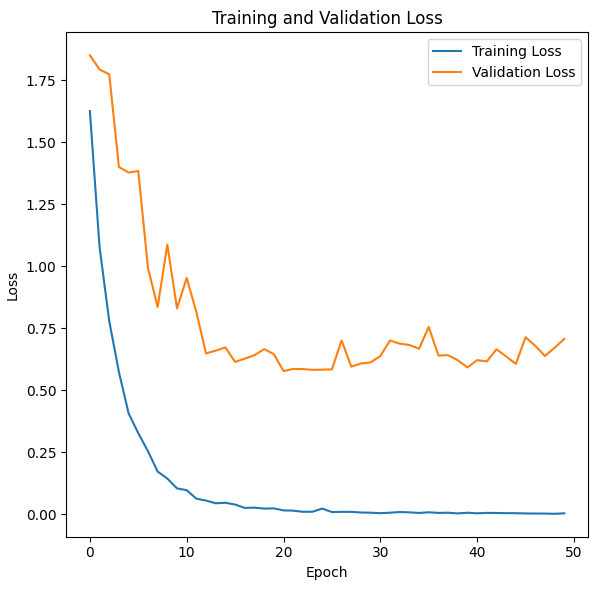 Training and Validation Loss
Training Loss
Validation Loss
1.75
1.50
1.25
1.00
0.75
0.50
0.25
0.00
Loss
0 10 20 30 40 50
Epoch